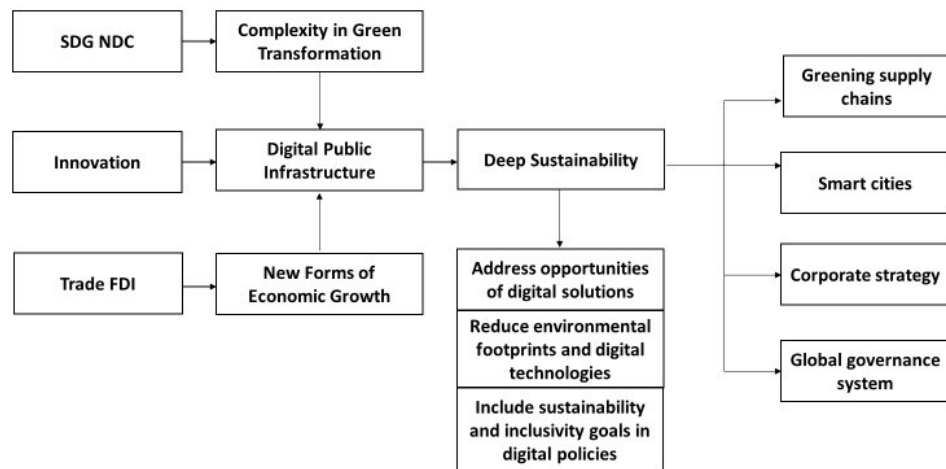 SDG NDC
Complexity in Green
Transformation
Innovation
Digital Public
Infrastructure
Trade FDI
New Forms of
Economic Growth
Deep Sustainability
Address opportunities
of digital solutions
Reduce environmental
footprints and digital
technologies
Include sustainability
and inclusivity goals in
digital policies
Greening supply
chains
Smart cities
Corporate strategy
Global governance
system